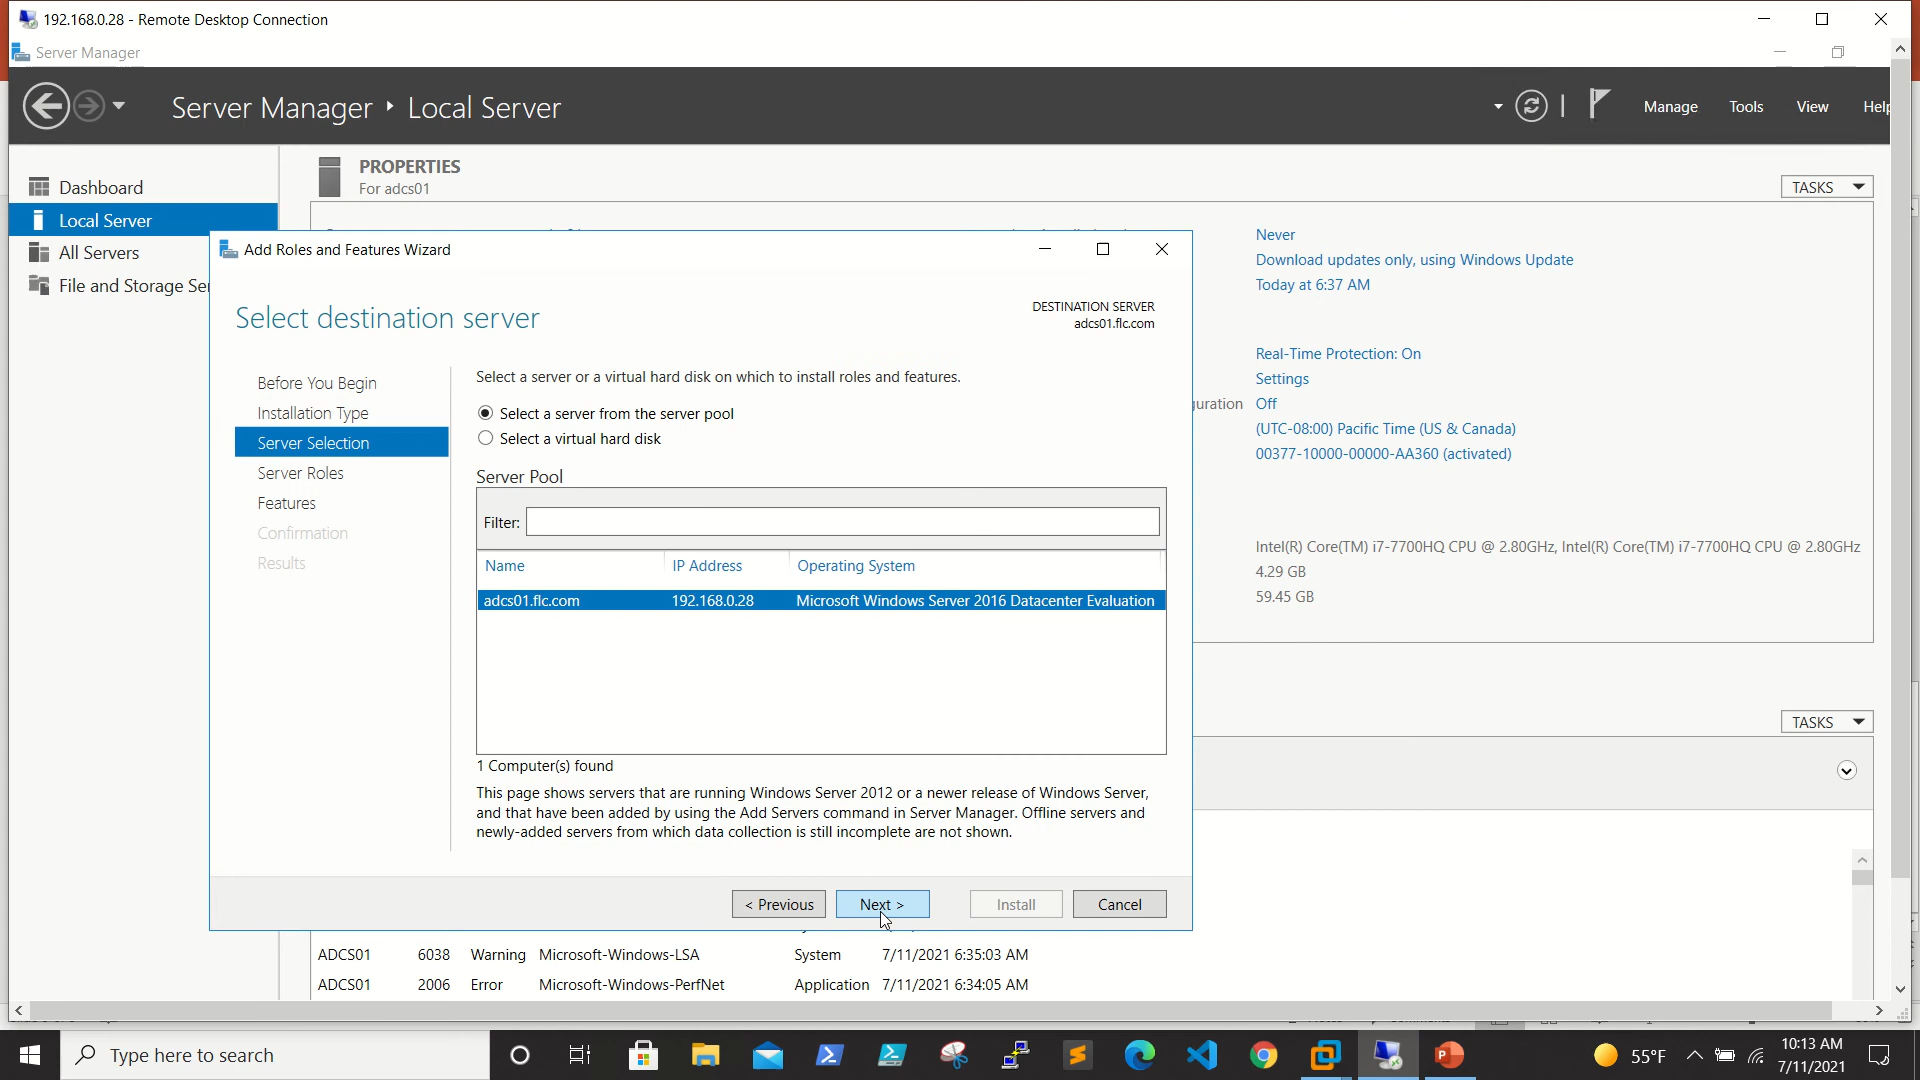 192.168.0.28 - Remote Desktop Connection
Server Manager
Server Manager ‣ Local Server
Manage Tools View Help
Dashboard
Local Server
All Servers
File and Storage Ser
PROPERTIES
For adcs01
TASKS
Never
Download updates only, using Windows Update
Today at 6:37 AM
Real-Time Protection: On
Settings
uration Off
(UTC-08:00) Pacific Time (US & Canada)
00377-10000-00000-AA360 (activated)
Intel(R) Core(TM) i7-7700HQ CPU @ 2.80GHz, Intel(R) Core(TM) i7-7700HQ CPU @ 2.80GHz
4.29 GB
59.45 GB
TASKS
Add Roles and Features Wizard
Select destination server
DESTINATION SERVER
adcs01.flc.com
Before You Begin
Installation Type
Server Selection
Server Roles
Features
Confirmation
Results
Select a server or a virtual hard disk on which to install roles and features.
Select a server from the server pool
Select a virtual hard disk
Server Pool
Filter:
Name IP Address Operating System
adcs01.flc.com 192.168.0.28 Microsoft Windows Server 2016 Datacenter Evaluation
1 Computer(s) found
This page shows servers that are running Windows Server 2012 or a newer release of Windows Server,
and that have been added by using the Add Servers command in Server Manager. Offline servers and
newly-added servers from which data collection is still incomplete are not shown.
< Previous Next > Install Cancel
ADCS01 6038 Warning Microsoft-Windows-LSA System 7/11/2021 6:35:03 AM
ADCS01 2006 Error Microsoft-Windows-PerfNet Application 7/11/2021 6:34:05 AM
Type here to search
55°F
10:13 AM
7/11/2021